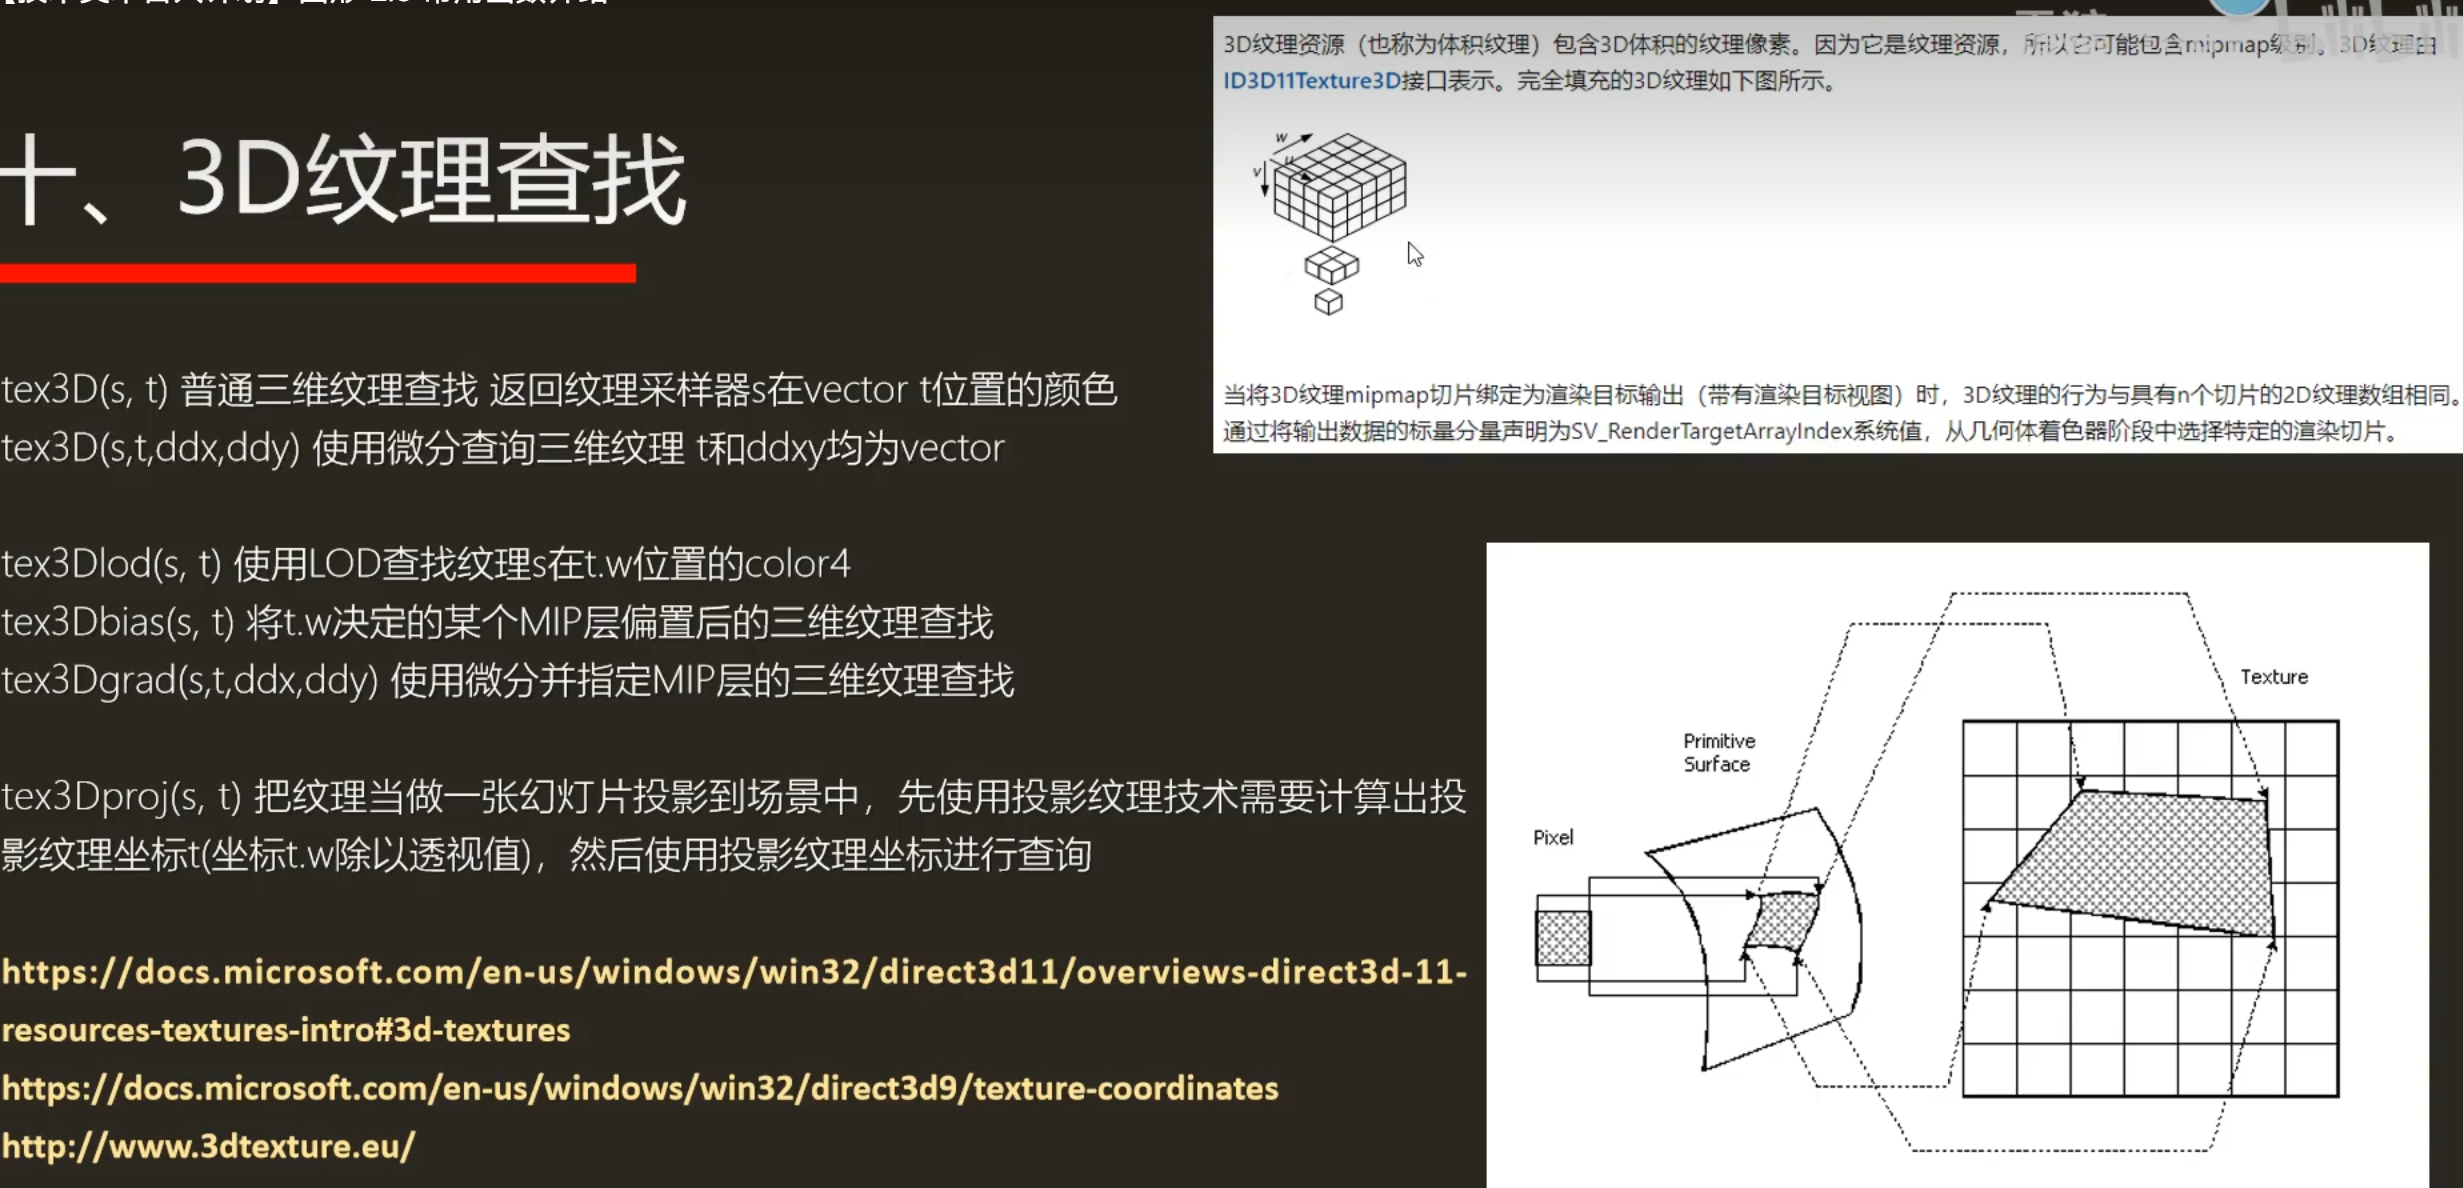 十、3D纹理查找
tex3D(s, t) 普通三维纹理查找 返回纹理采样器s在vector t位置的颜色
tex3D(s,t,ddx,ddy) 使用微分查询三维纹理 t和ddxy均为vector
tex3Dlod(s, t) 使用LOD查找纹理s在t.w位置的color4
tex3Dbias(s, t) 将t.w决定的某个MIP层偏置后的三维纹理查找
tex3Dgrad(s,t,ddx,ddy) 使用微分并指定MIP层的三维纹理查找
tex3Dproj(s, t) 把纹理当做一张幻灯片投影到场景中，先使用投影纹理技术需要计算出投
影纹理坐标t(坐标t.w除以透视值)，然后使用投影纹理坐标进行查询
https://docs.microsoft.com/en-us/windows/win32/direct3d11/overviews-direct3d-11-
resources-textures-intro#3d-textures
https://docs.microsoft.com/en-us/windows/win32/direct3d9/texture-coordinates
http://www.3dtexture.eu/
3D纹理资源（也称为体积纹理）包含3D体积的纹理像素。因为它是纹理资源，所以它可能包含mipmap级别。3D纹理由
ID3D11Texture3D接口表示。完全填充的3D纹理如下图所示。
w
u
v
当将3D纹理mipmap切片绑定为渲染目标输出（带有渲染目标视图）时，3D纹理的行为与具有n个切片的2D纹理数组相同。
通过将输出数据的标量分量声明为SV_RenderTargetArrayIndex系统值，从几何体着色器阶段中选择特定的渲染切片。
Texture
Primitive
Surface
Pixel